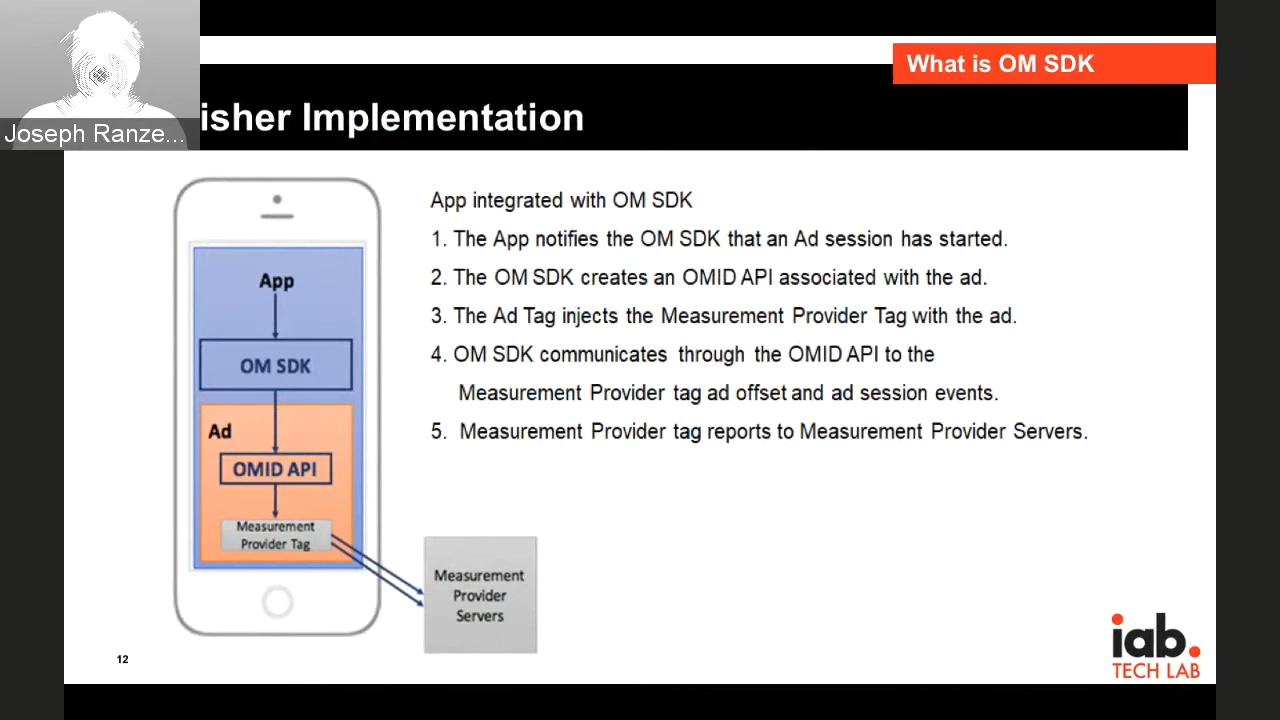 What is OM SDK
Joseph Ranze...
isher Implementation
App integrated with OM SDK
1. The App notifies the OM SDK that an Ad session has started.
2. The OM SDK creates an OMID API associated with the ad.
3. The Ad Tag injects the Measurement Provider Tag with the ad.
4. OM SDK communicates through the OMID API to the
Measurement Provider tag ad offset and ad session events.
5. Measurement Provider tag reports to Measurement Provider Servers.
App
OM SDK
Ad
OMID API
Measurement
Provider Tag
Measurement
Provider
Servers
12
iab.
TECH LAB